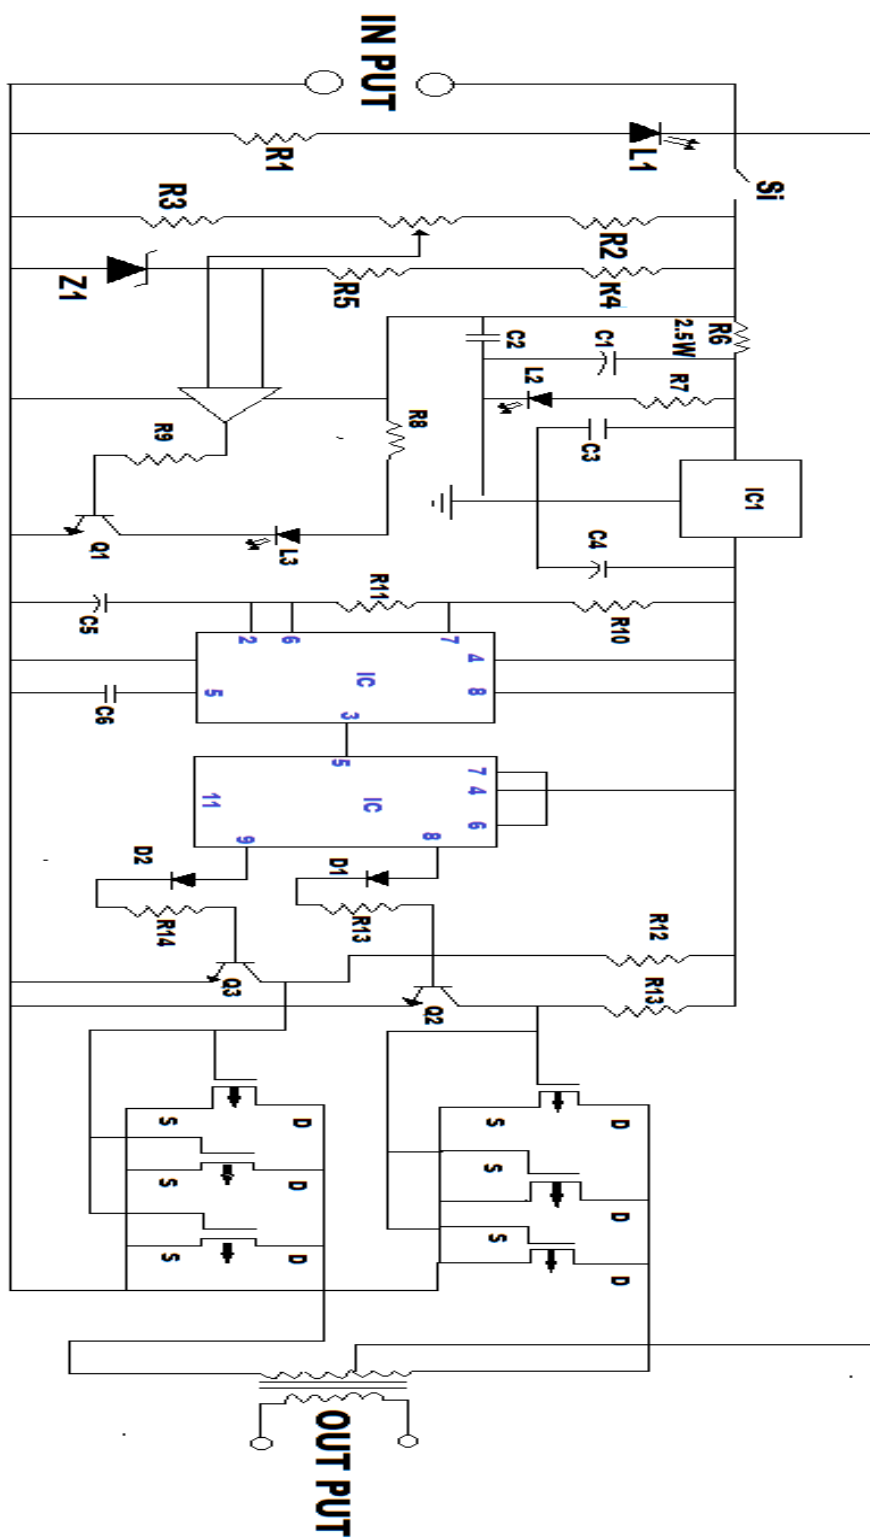 IN PUT
L1
R1
Si
R3
R2
Z1
R5
R4
R6
2.5W
C2
C1
L2
R7
R9
R8
C3
IC1
Q1
L3
C4
C5
R11
R10
2
6
7
4
IC
5
8
C6
3
5
7
11
IC
4
6
9
8
D2
D1
R14
R13
R12
Q3
Q2
R13
S
D
S
D
S
D
S
D
S
D
S
D
OUT PUT